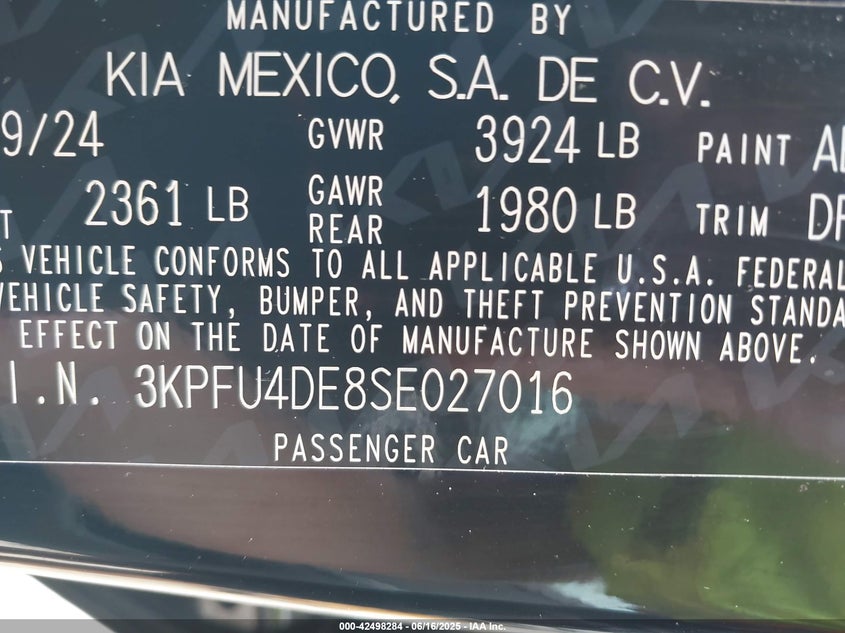 MANUFACTURED BY
KIA MEXICO, S.A. DE C.V.
9/24 GVWR 3924 LB PAINT
2361 LB GAWR REAR 1980 LB TRIM
VEHICLE CONFORMS TO ALL APPLICABLE U.S.A. FEDERAL
VEHICLE SAFETY, BUMPER, AND THEFT PREVENTION STANDA
EFFECT ON THE DATE OF MANUFACTURE SHOWN ABOVE.
I.N. 3KPFU4DE8SE027016
PASSENGER CAR
000-42498284 - 06/16/2025 - IAA Inc.